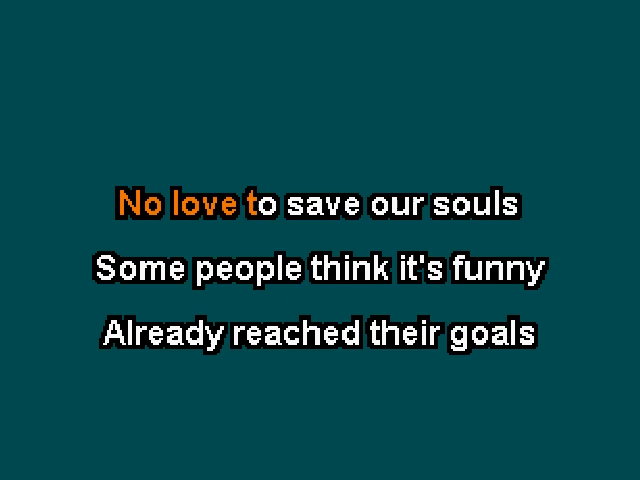 No love to save our souls
Some people think it's funny
Already reached their goals